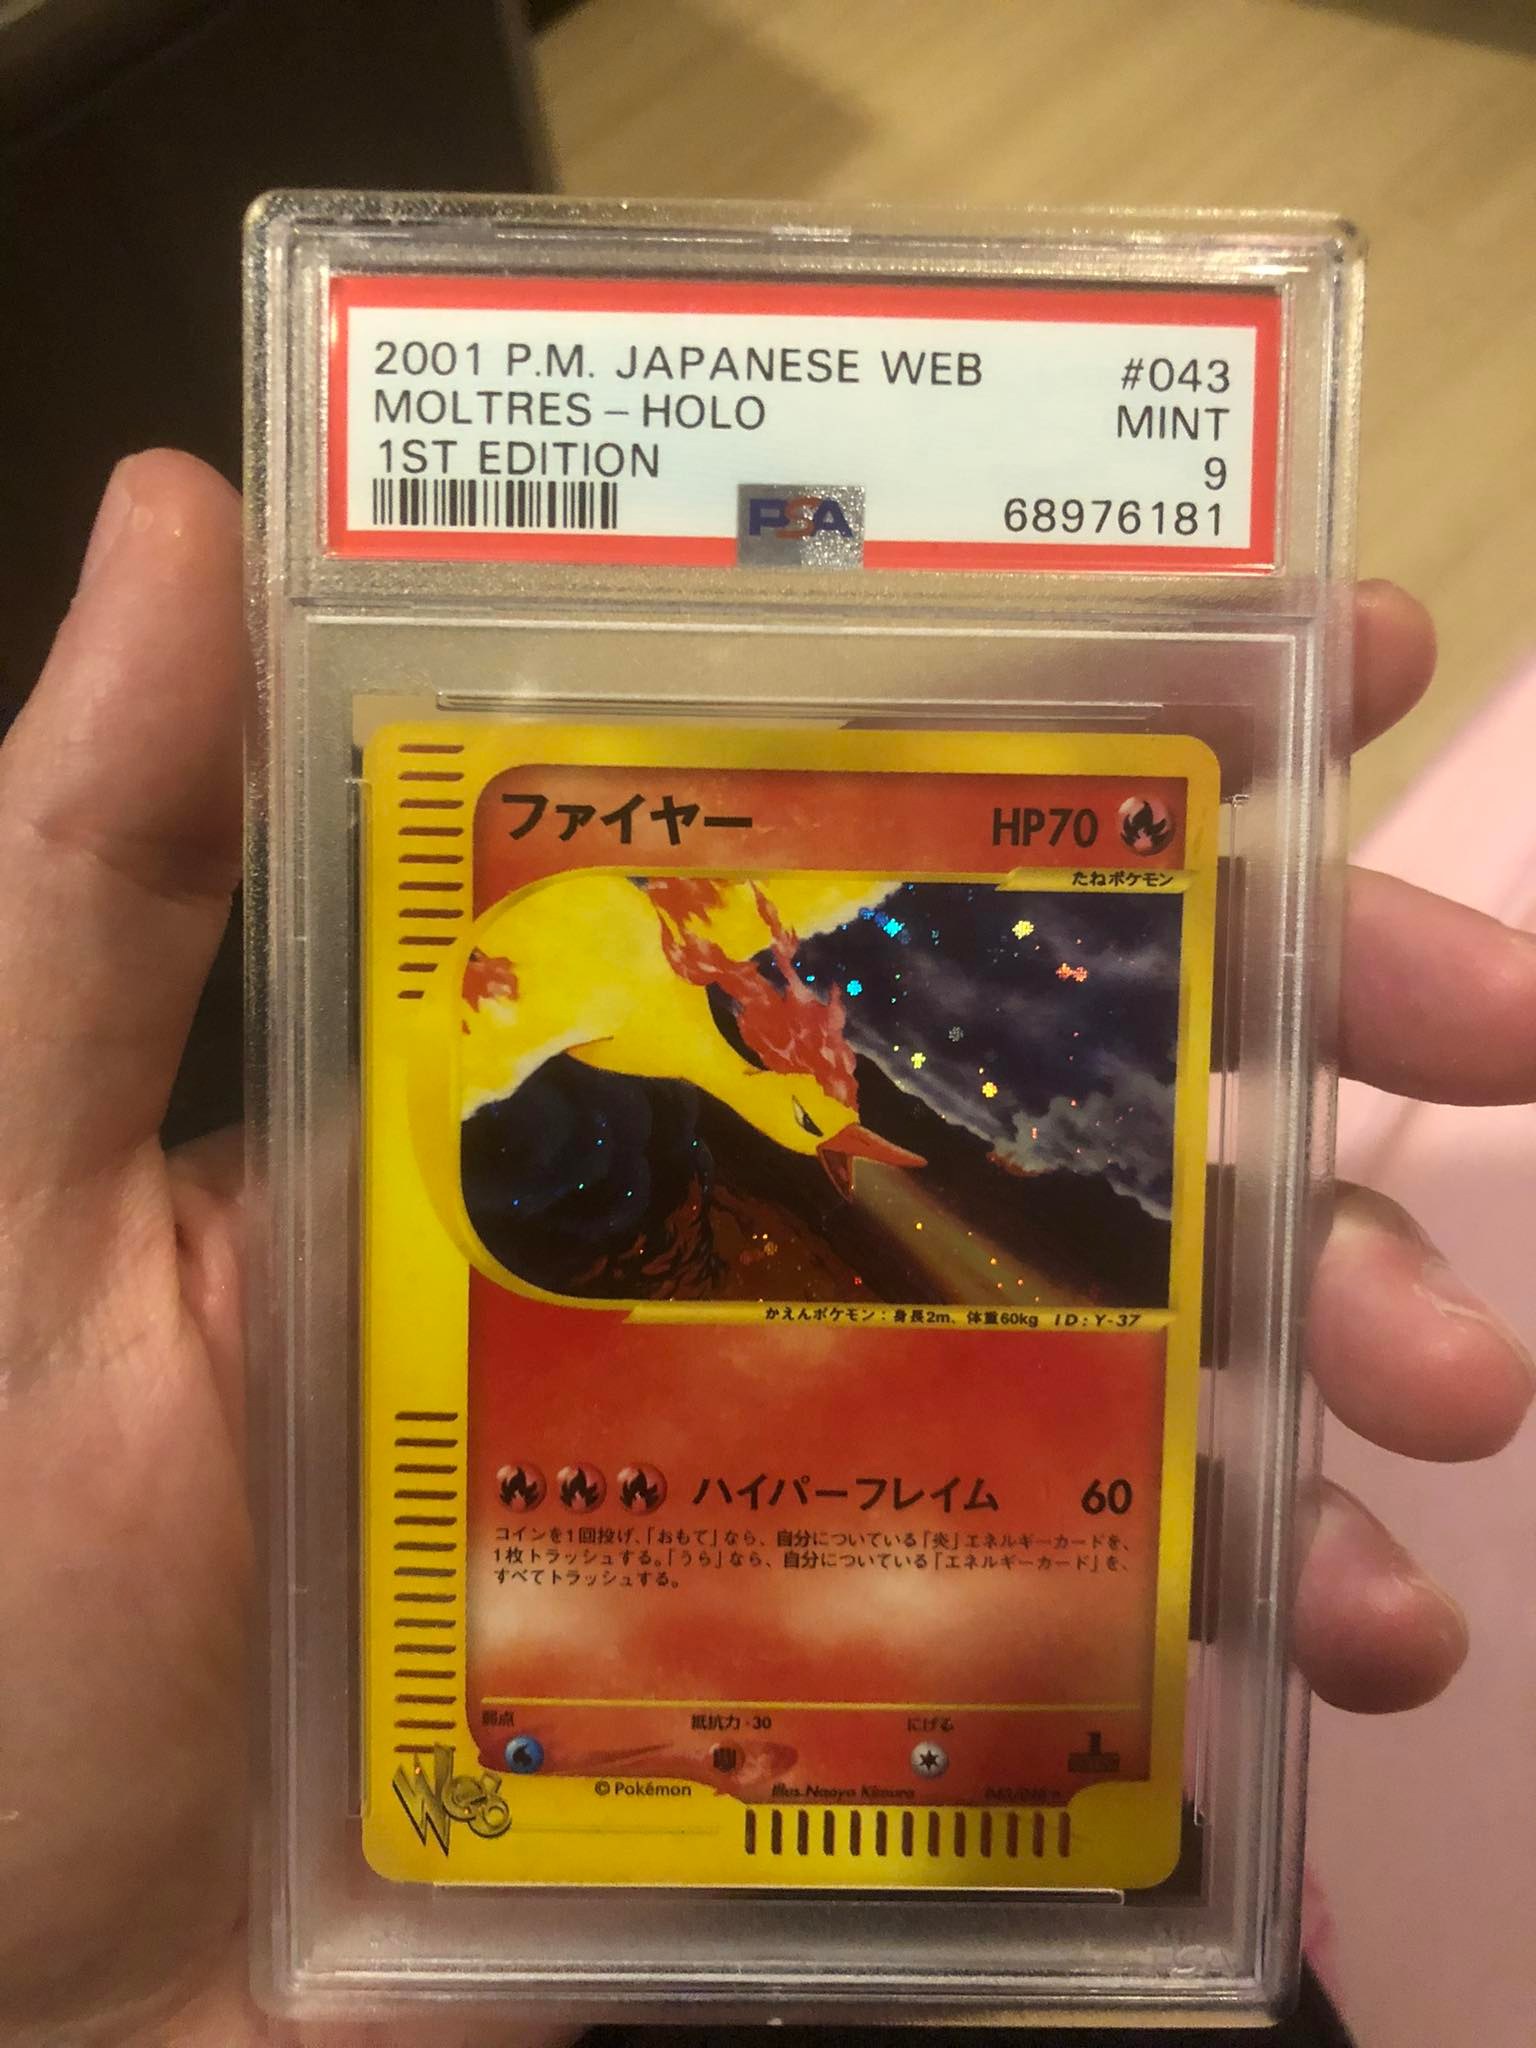 2001 P.M. JAPANESE WEB #043
MOLTRES - HOLO MINT
1ST EDITION 9
PSA 68976181
ファイヤー HP70
たねポケモン
かえんポケモン：身長2m、体重60kg ID:Y-37
ハイパーフレイム 60
コインを1回投げ、「おもて」なら、自分についている「炎」エネルギーカードを、
1枚トラッシュする。「うら」なら、自分についている「エネルギーカード」を、
すべてトラッシュする。
弱点 抵抗力-30 にげる
Web ©Pokémon Illus.Naoya Kimura